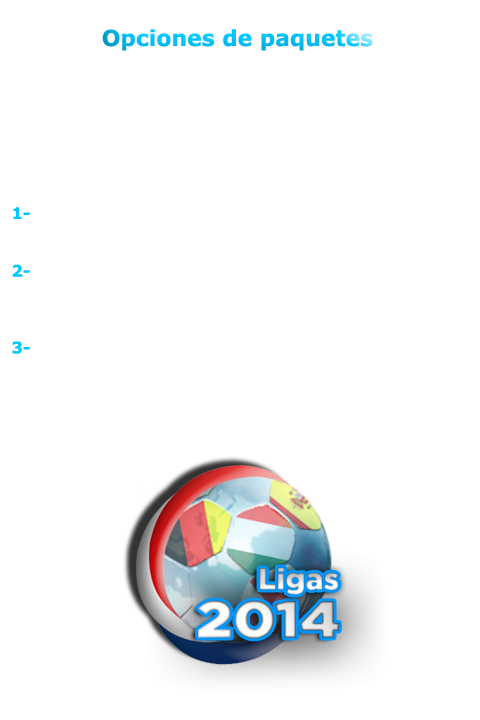 Opciones de paquetes
1-
2-
3-
Ligas
2014